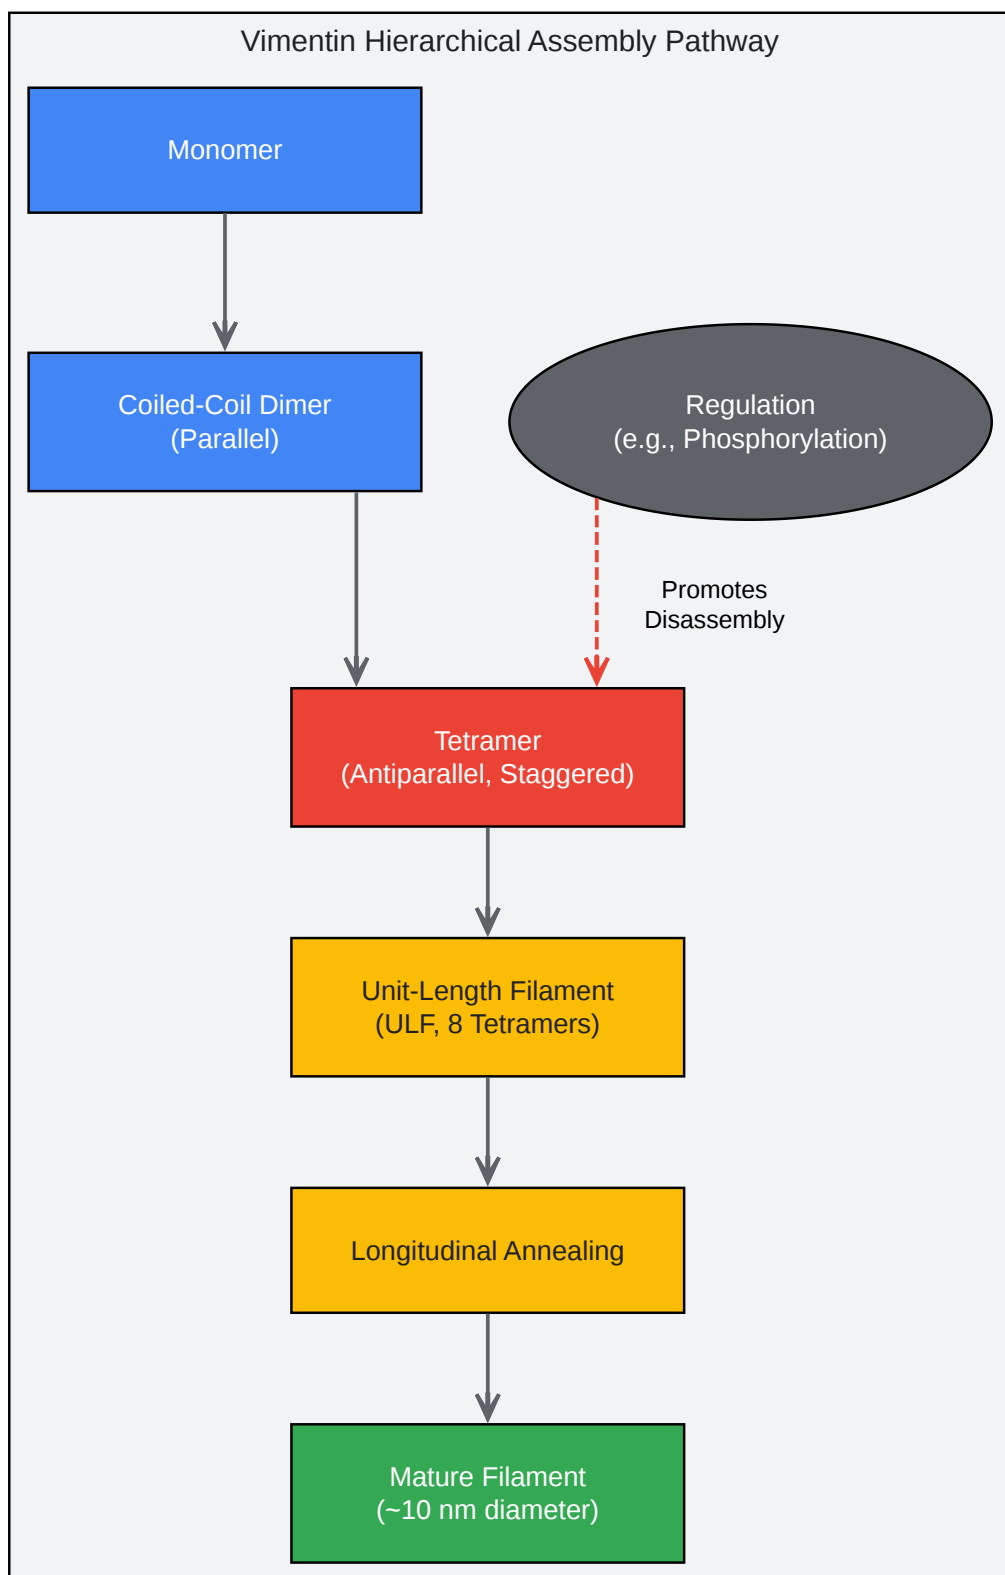 Vimentin Hierarchical Assembly Pathway
Monomer
Coiled-Coil Dimer
(Parallel)
Regulation
(e.g., Phosphorylation)
Promotes
Disassembly
Tetramer
(Antiparallel, Staggered)
Unit-Length Filament
(ULF, 8 Tetramers)
Longitudinal Annealing
Mature Filament
(~10 nm diameter)